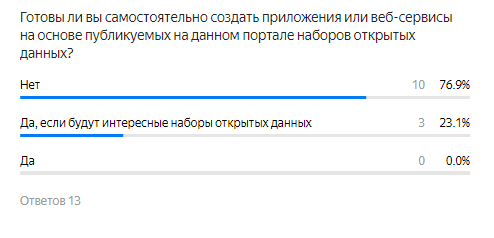 Готовы ли вы самостоятельно создать приложения или веб-сервисы
на основе публикуемых на данном портале наборов открытых
данных?
Нет 10 76.9%
Да, если будут интересные наборы открытых данных 3 23.1%
Да 0 0.0%
Ответов 13